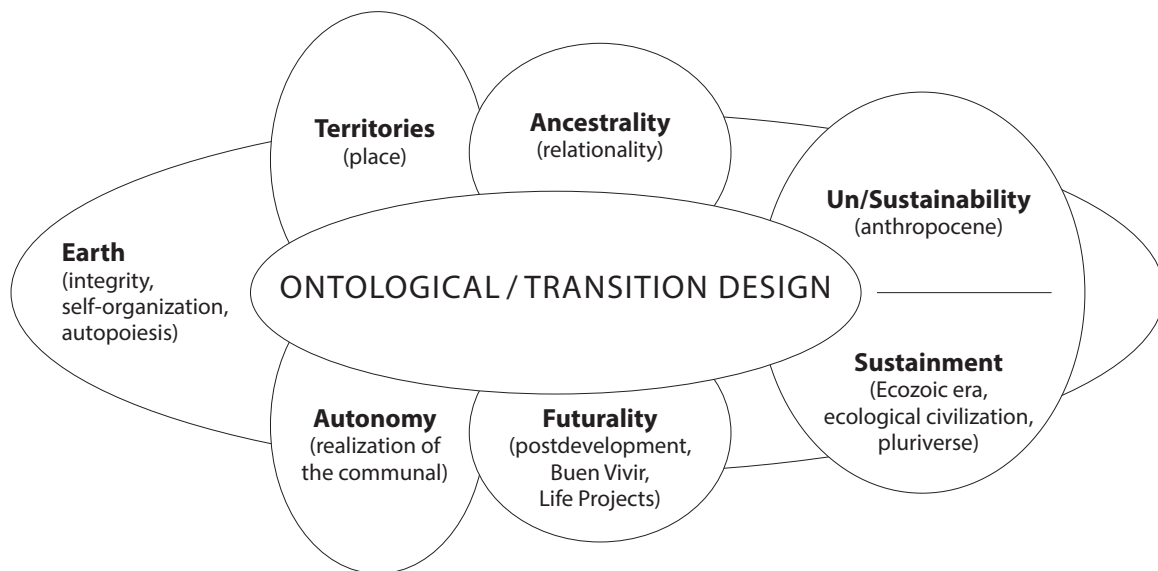 Territories
(place)
Ancestrality
(relationality)
Un/Sustainability
(anthropocene)
Earth
(integrity,
self-organization,
autopoiesis)
ONTOLOGICAL / TRANSITION DESIGN
Autonomy
(realization of
the communal)
Futurality
(postdevelopment,
Buen Vivir,
Life Projects)
Sustainment
(Ecozoic era,
ecological civilization,
pluriverse)